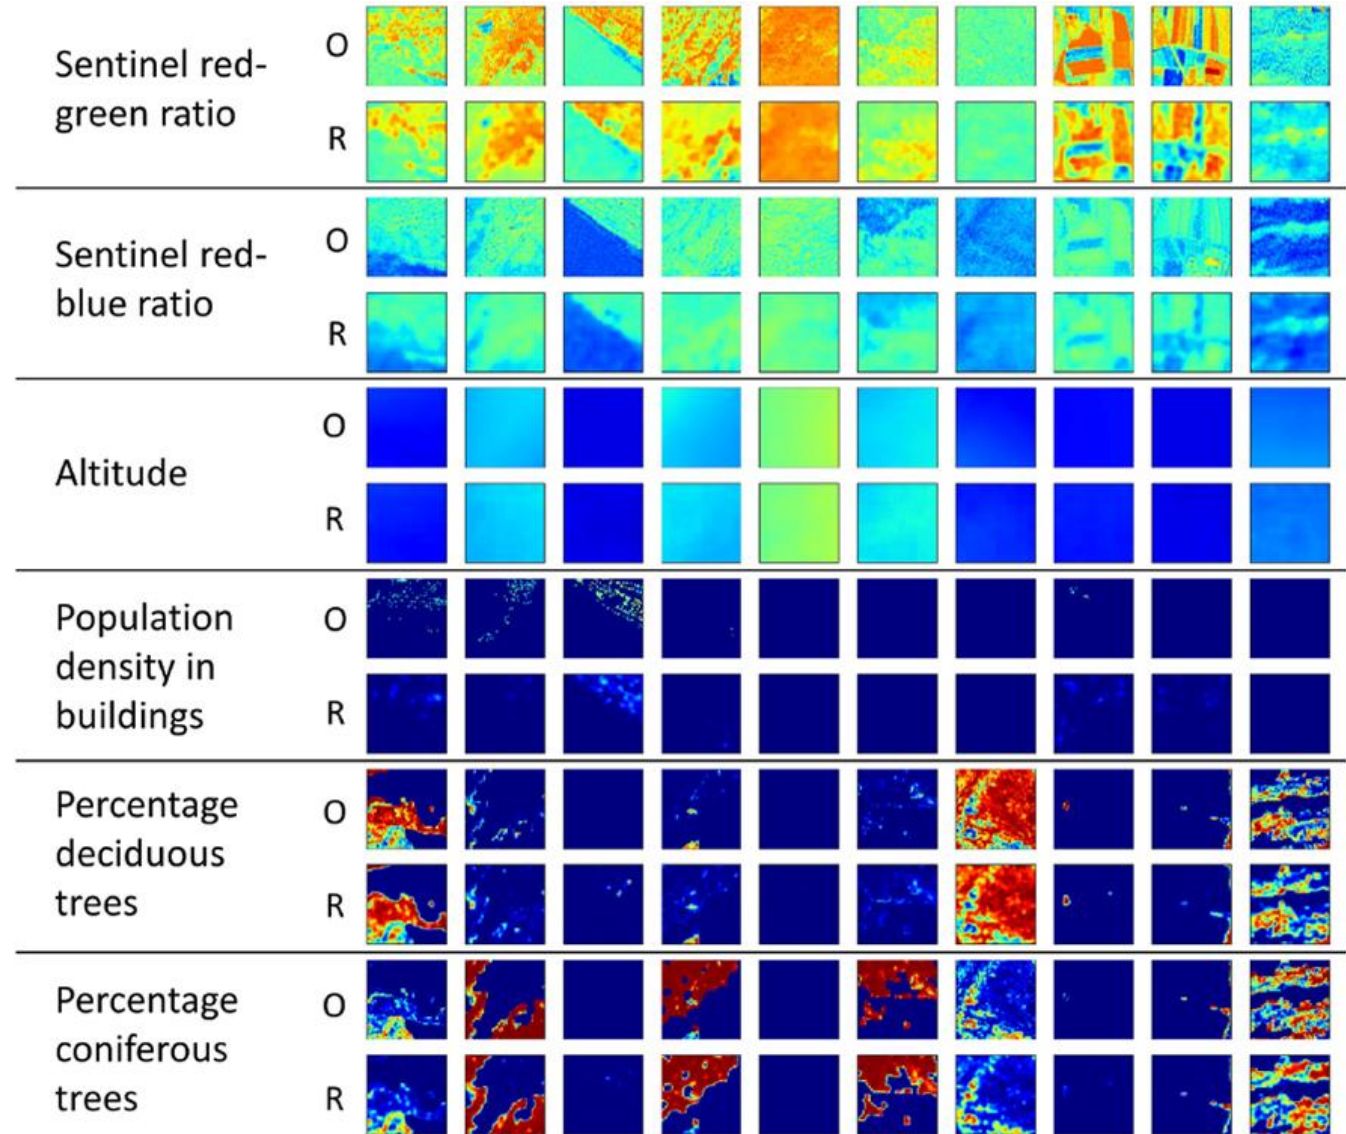 Sentinel red-
green ratio
O
R
Sentinel red-
blue ratio
O
R
Altitude
O
R
Population
density in
buildings
O
R
Percentage
deciduous
trees
O
R
Percentage
coniferous
trees
O
R